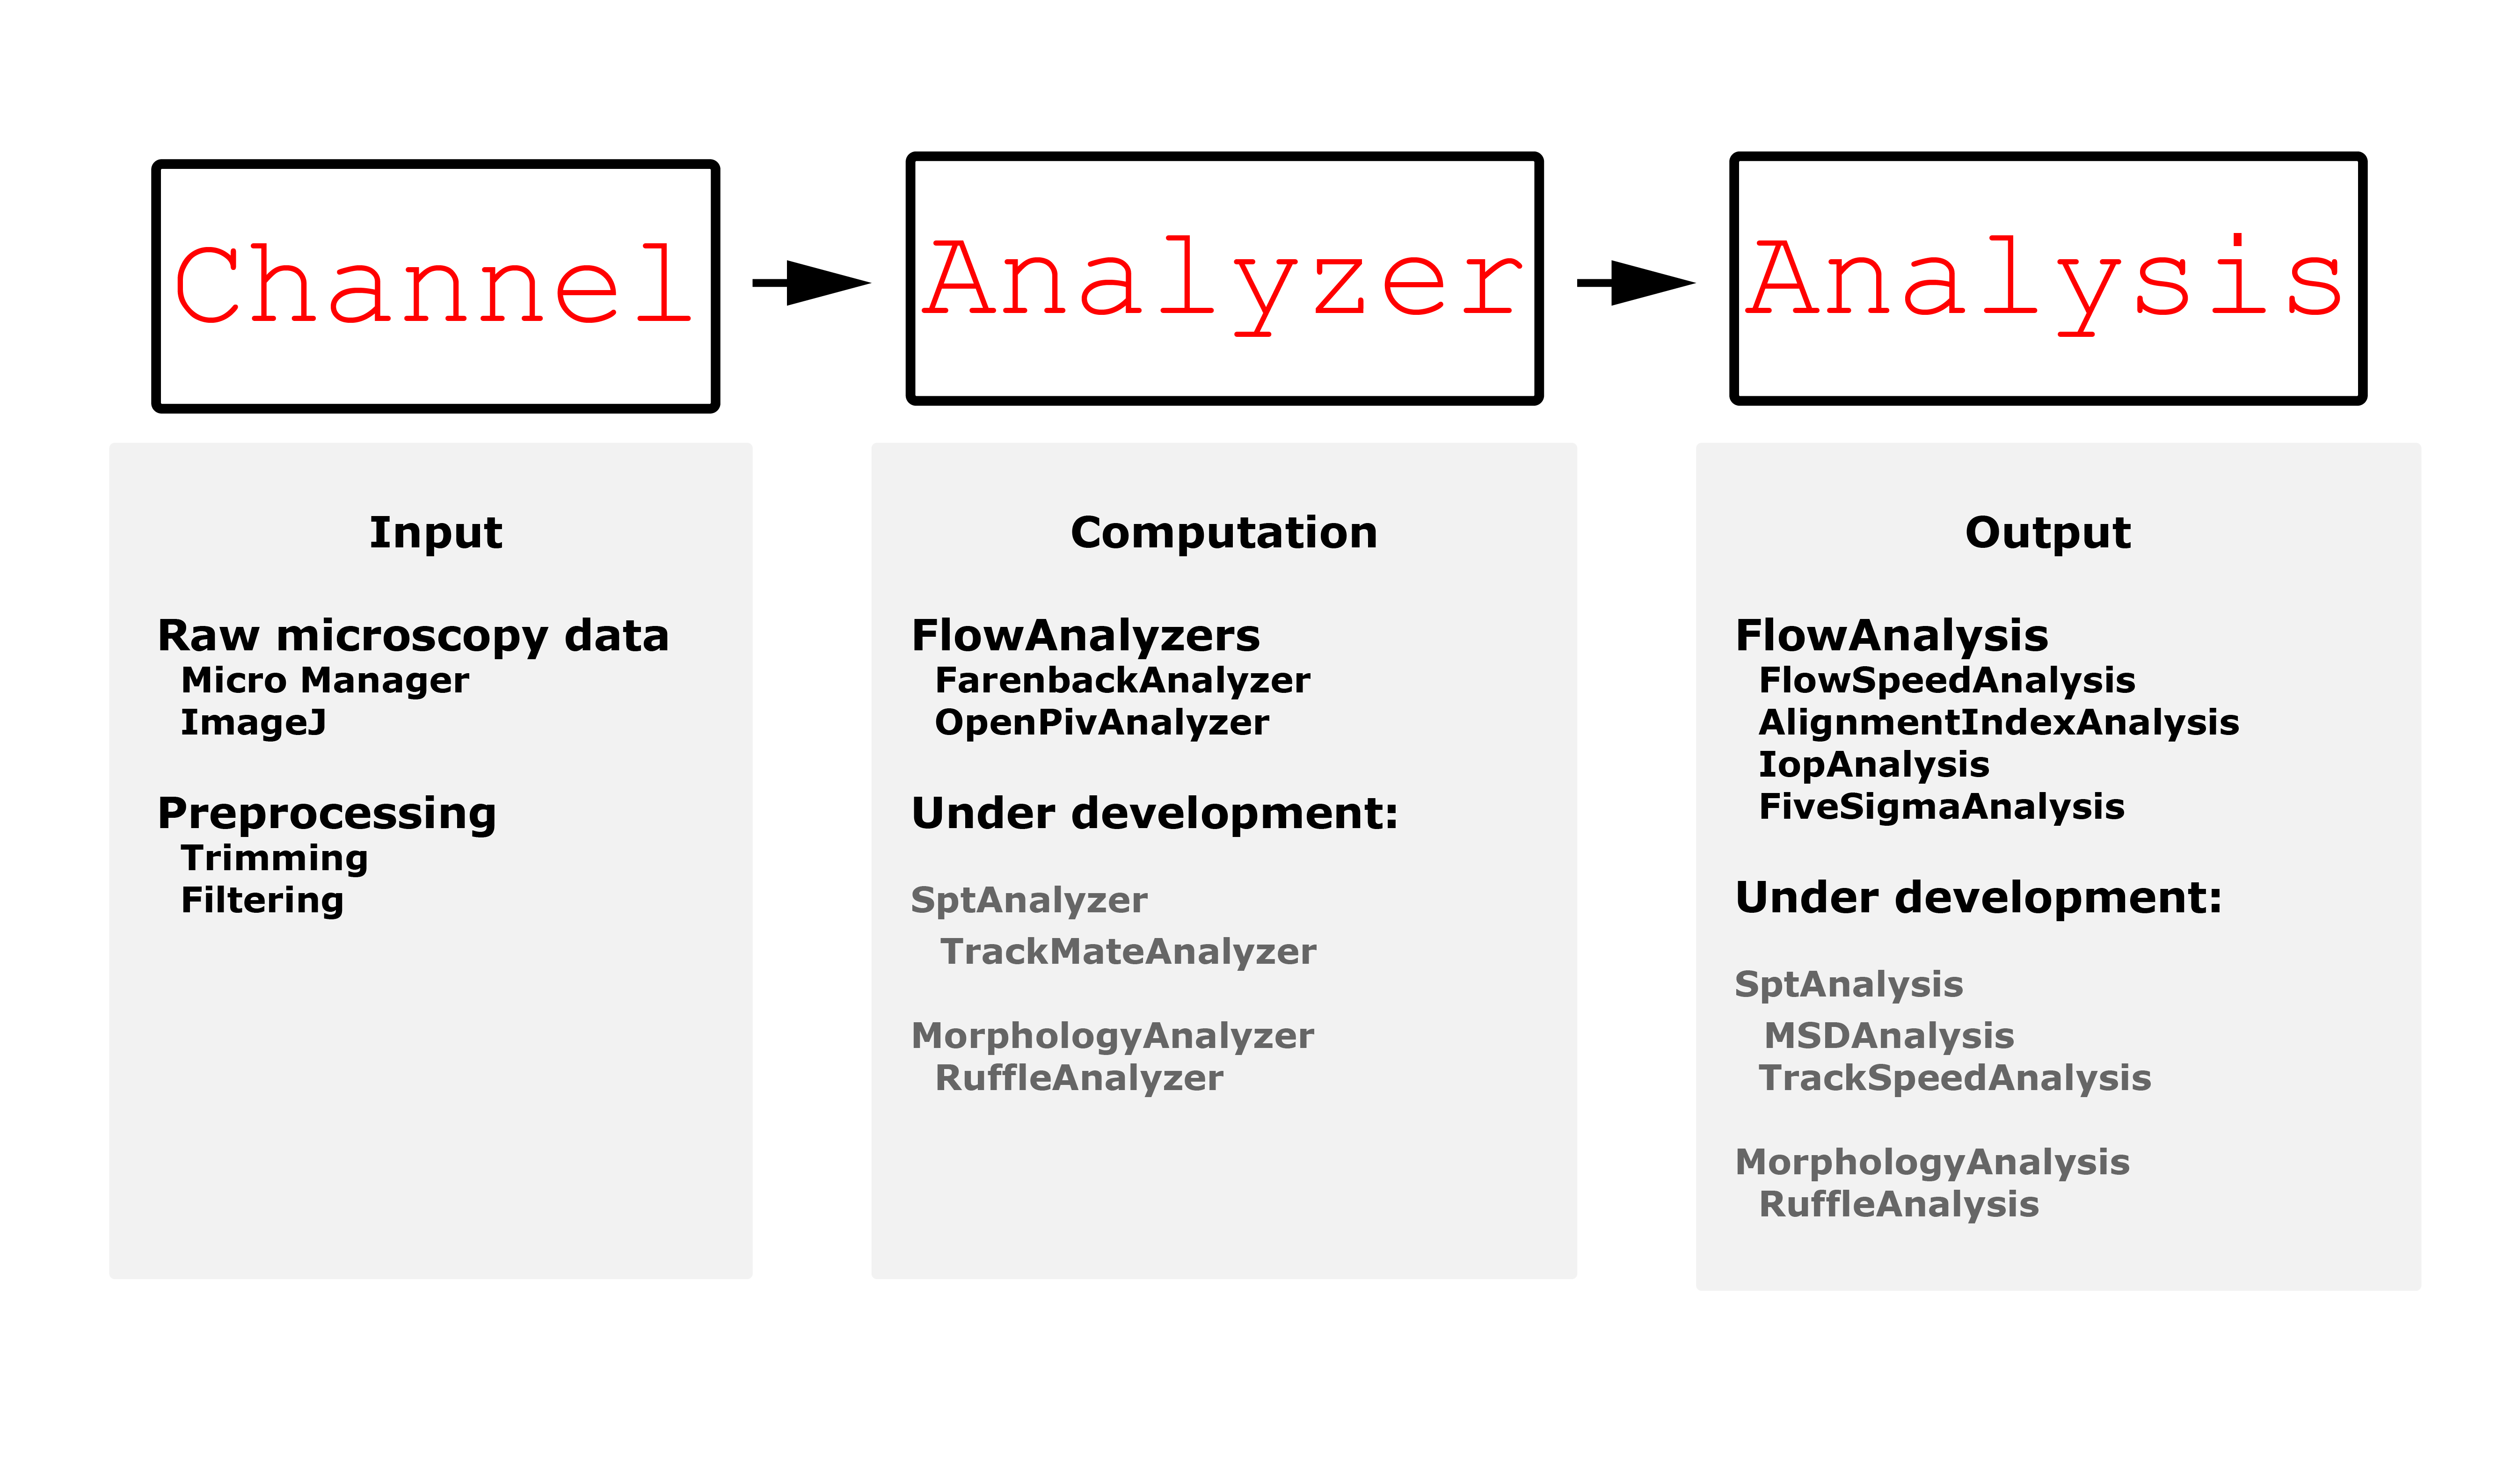 Channel
Analyzer
Analysis
Input
Raw microscopy data
Micro Manager
ImageJ
Preprocessing
Trimming
Filtering
Computation
FlowAnalyzers
FarenbackAnalyzer
OpenPivAnalyzer
Under development:
SptAnalyzer
TrackMateAnalyzer
MorphologyAnalyzer
RuffleAnalyzer
Output
FlowAnalysis
FlowSpeedAnalysis
AlignmentIndexAnalysis
IopAnalysis
FiveSigmaAnalysis
Under development:
SptAnalysis
MSDAnalysis
TrackSpeedAnalysis
MorphologyAnalysis
RuffleAnalysis